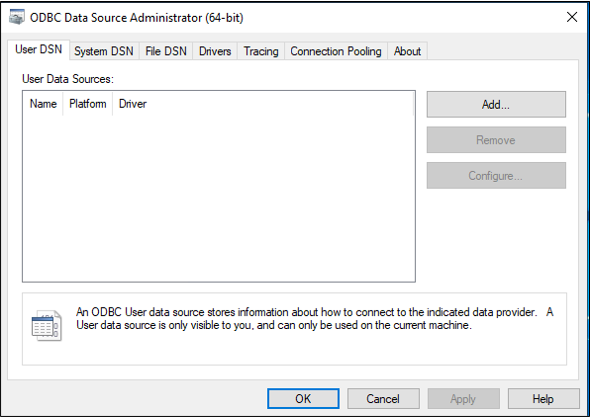 ODBC Data Source Administrator (64-bit)
User DSN System DSN File DSN Drivers Tracing Connection Pooling About
User Data Sources:
Name Platform Driver
Add...
Remove
Configure...
An ODBC User data source stores information about how to connect to the indicated data provider. A
User data source is only visible to you, and can only be used on the current machine.
OK Cancel Apply Help